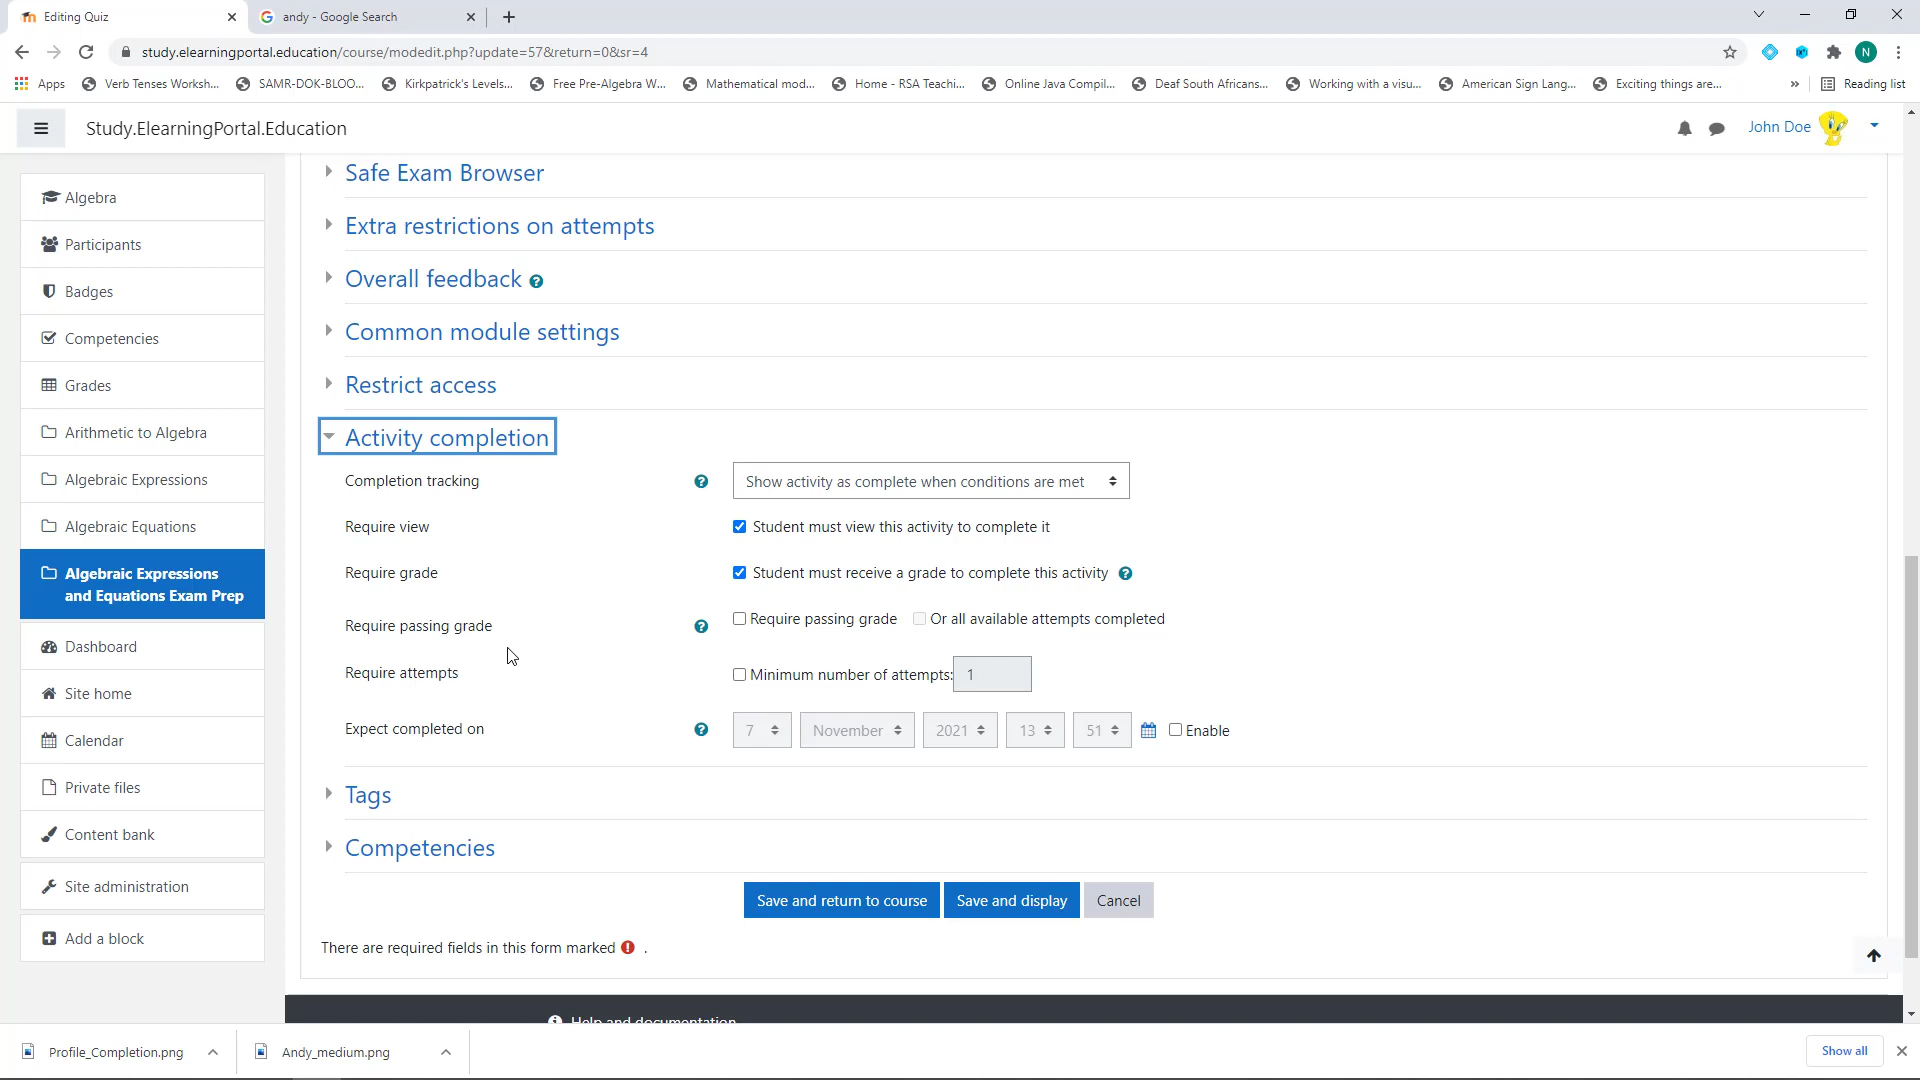 Editing Quiz
andy - Google Search
study.elearningportal.education/course/modedit.php?update=57&return=0&sr=4
N
Apps
Verb Tenses Worksh...
SAMR-DOK-BLOO...
Kirkpatrick's Levels...
Free Pre-Algebra W...
Mathematical mod...
Home - RSA Teachi...
Online Java Compil...
Deaf South Africans...
Working with a visu...
American Sign Lang...
Exciting things are...
»
Reading list
Study.ElearningPortal.Education
John Doe
Algebra
Participants
Badges
Competencies
Grades
Arithmetic to Algebra
Algebraic Expressions
Algebraic Equations
Algebraic Expressions
and Equations Exam Prep
Dashboard
Site home
Calendar
Private files
Content bank
Site administration
Add a block
Safe Exam Browser
Extra restrictions on attempts
Overall feedback
Common module settings
Restrict access
Activity completion
Completion tracking
Show activity as complete when conditions are met
Require view
Student must view this activity to complete it
Require grade
Student must receive a grade to complete this activity
Require passing grade
Require passing grade
Or all available attempts completed
Require attempts
Minimum number of attempts: 1
Expect completed on
7 November 2021 13 51
Enable
Tags
Competencies
Save and return to course
Save and display
Cancel
There are required fields in this form marked .
Help and documentation
Profile_Completion.png
Andy_medium.png
Show all